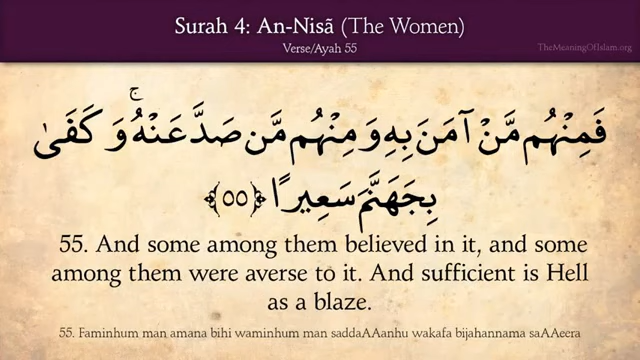 Surah 4: An-Nisã (The Women)
Verse/Ayah 55
TheMeaningOfIslam.org
فَمِنْهُم مَّنْ آمَنَ بِهِ وَمِنْهُم مَّن صَدَّ عَنْهُ ۚ وَكَفَىٰ
بِجَهَنَّمَ سَعِيرًا ﴿٥٥﴾
55. And some among them believed in it, and some
among them were averse to it. And sufficient is Hell
as a blaze.
55. Faminhum man amana bihi waminhum man saddaAAanhu wakafa bijahannama saAAeera